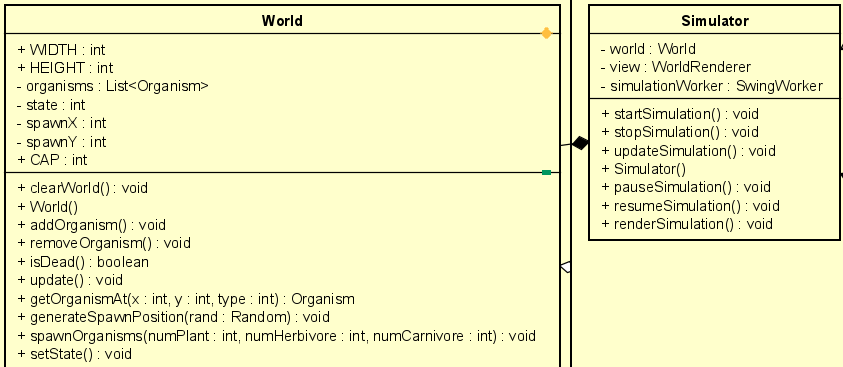 World
+ WIDTH : int
+ HEIGHT : int
- organisms : List<Organism>
- state : int
- spawnX : int
- spawnY : int
+ CAP : int
+ clearWorld() : void
+ World()
+ addOrganism() : void
+ removeOrganism() : void
+ isDead() : boolean
+ update() : void
+ getOrganismAt(x : int, y : int, type : int) : Organism
+ generateSpawnPosition(rand : Random) : void
+ spawnOrganisms(numPlant : int, numHerbivore : int, numCarnivore : int) : void
+ setState() : void
Simulator
- world : World
- view : WorldRenderer
- simulationWorker : SwingWorker
+ startSimulation() : void
+ stopSimulation() : void
+ updateSimulation() : void
+ Simulator()
+ pauseSimulation() : void
+ resumeSimulation() : void
+ renderSimulation() : void